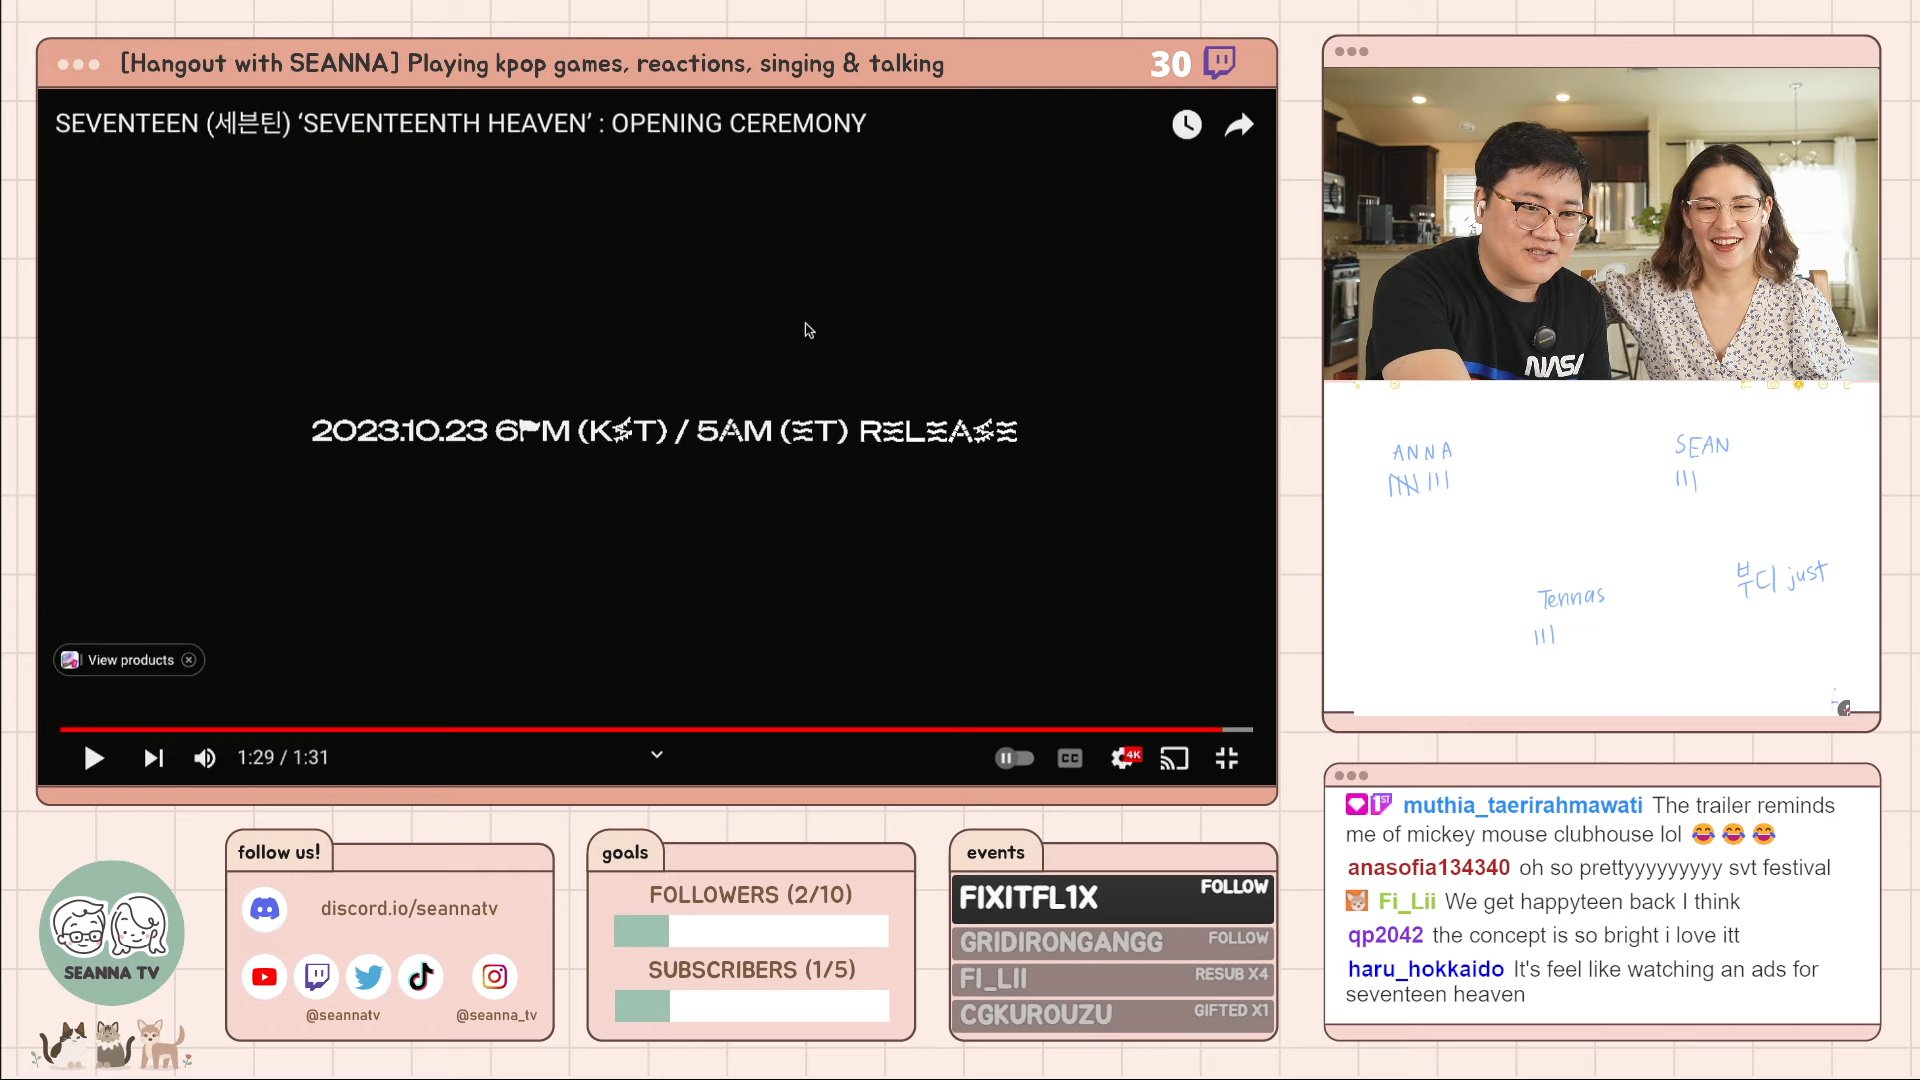 [Hangout with SEANNA] Playing kpop games, reactions, singing & talking
30
SEVENTEEN (세븐틴) ‘SEVENTEENTH HEAVEN’ : OPENING CEREMONY
2023.10.23 6PM (KST) / 5AM (ET) RELEASE
View products
1:29 / 1:31
CC
4K
NASA
ANNA
SEAN
Tennas
부디 just
follow us!
discord.io/seannatv
@seannatv
@seanna_tv
SEANNA TV
goals
FOLLOWERS (2/10)
SUBSCRIBERS (1/5)
events
FIXITFL1X FOLLOW
GRIDIRONGANGG FOLLOW
FI_LII RESUB X4
CGKUROUZU GIFTED X1
1ST muthia_taerirahmawati The trailer reminds
me of mickey mouse clubhouse lol 😂 😂 😂
anasofia134340 oh so prettyyyyyyyyy svt festival
Fi_Lii We get happyteen back I think
qp2042 the concept is so bright i love itt
haru_hokkaido It's feel like watching an ads for
seventeen heaven